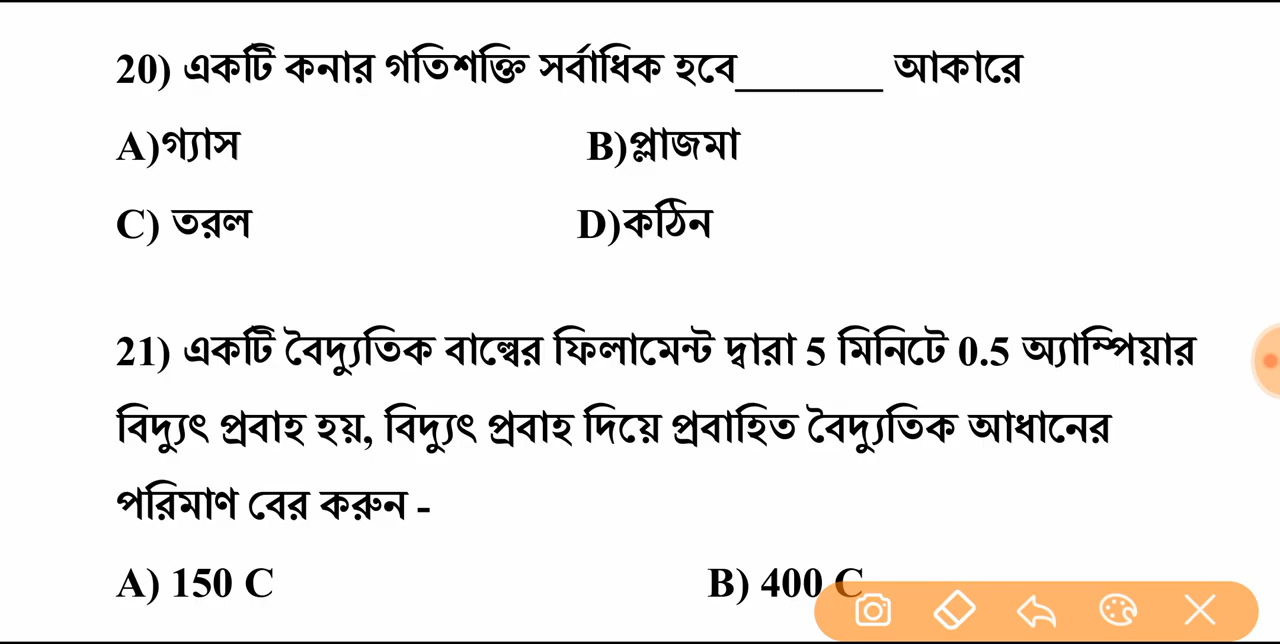 20) একটি কনার গতিশক্তি সর্বাধিক হবে_______ আকারে
A)গ্যাস B)প্লাজমা
C) তরল D)কঠিন
21) একটি বৈদ্যুতিক বাল্বের ফিলামেন্ট দ্বারা 5 মিনিটে 0.5 অ্যাম্পিয়ার
বিদ্যুৎ প্রবাহ হয়, বিদ্যুৎ প্রবাহ দিয়ে প্রবাহিত বৈদ্যুতিক আধানের
পরিমাণ বের করুন -
A) 150 C B) 400 C